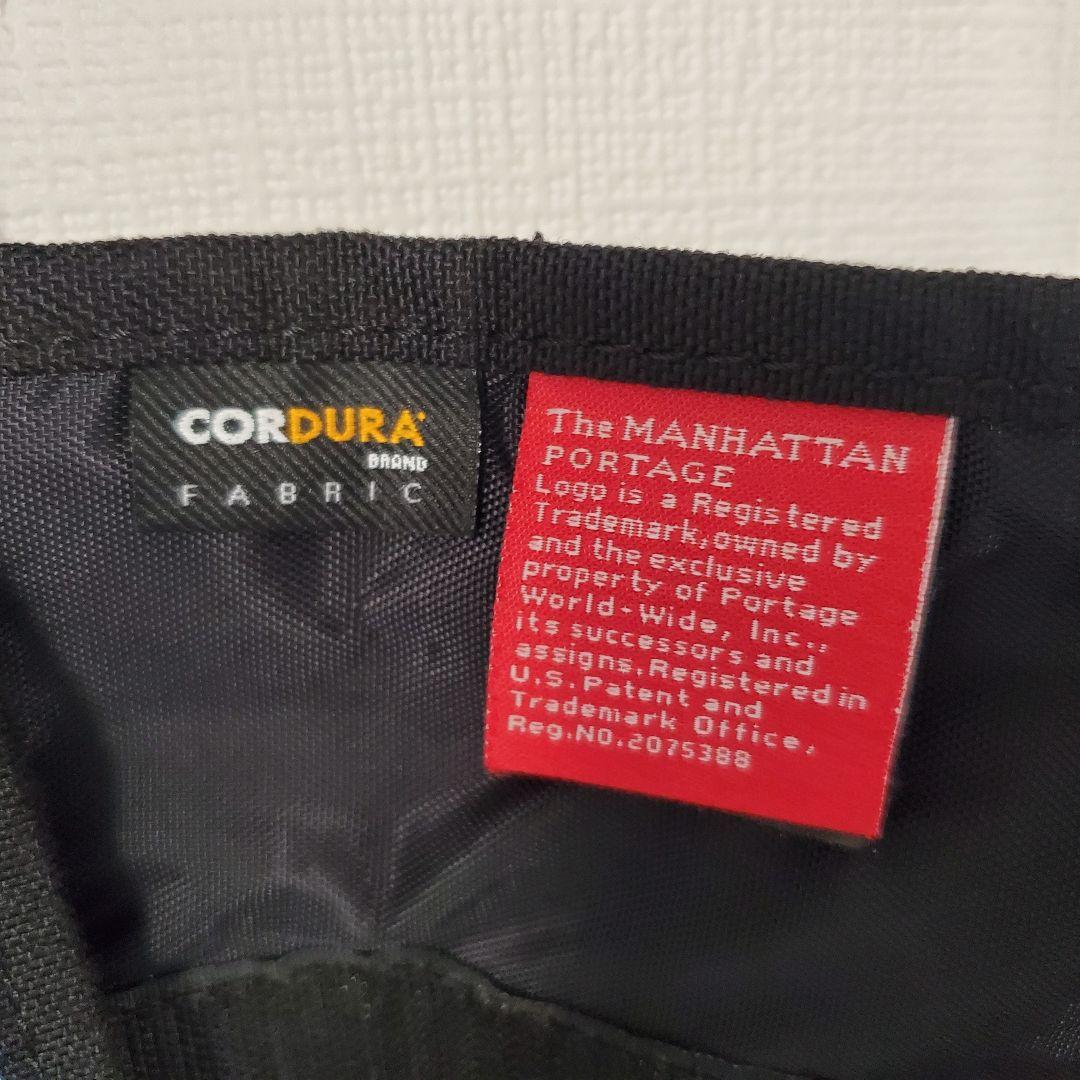 CORDURA
BRAND
FABRIC
The MANHATTAN
PORTAGE
Logo is a Registered
Trademark, owned by
and the exclusive
property of Portage
World-Wide, Inc.,
its successors and
assigns. Registered in
U.S. Patent and
Trademark Office,
Reg.NO.2075388